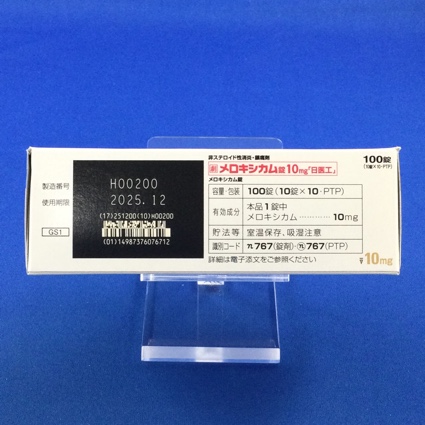 非ステロイド性消炎・鎮痛剤
劇 メロキシカム錠10mg「日医工」
メロキシカム錠
100錠
(10錠×10・PTP)
製造番号 H00200
使用期限 2025.12
GS1
(17)251200(10)H00200
(01)14987376076712
容量・包装 100錠(10錠×10・PTP)
有効成分 本品1錠中
メロキシカム…………10mg
貯法等 室温保存、吸湿注意
識別コード n767(錠剤)・n767(PTP)
詳細は電子添文をご参照ください
10mg